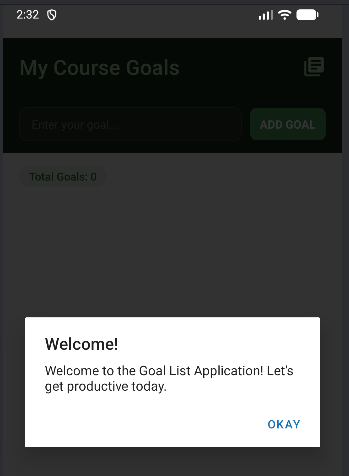 2:32
My Course Goals
Enter your goal...
ADD GOAL
Total Goals: 0
Welcome!
Welcome to the Goal List Application! Let's
get productive today.
OKAY